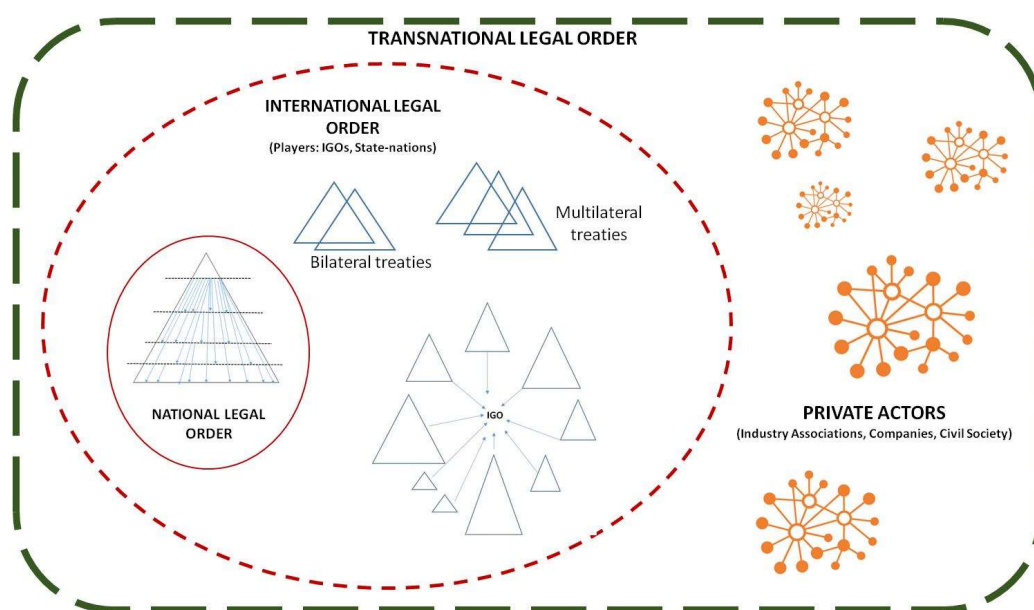 TRANSNATIONAL LEGAL ORDER
INTERNATIONAL LEGAL
ORDER
(Players: IGOs, State-nations)
Multilateral
treaties
Bilateral treaties
NATIONAL LEGAL
ORDER
IGO
PRIVATE ACTORS
(Industry Associations, Companies, Civil Society)